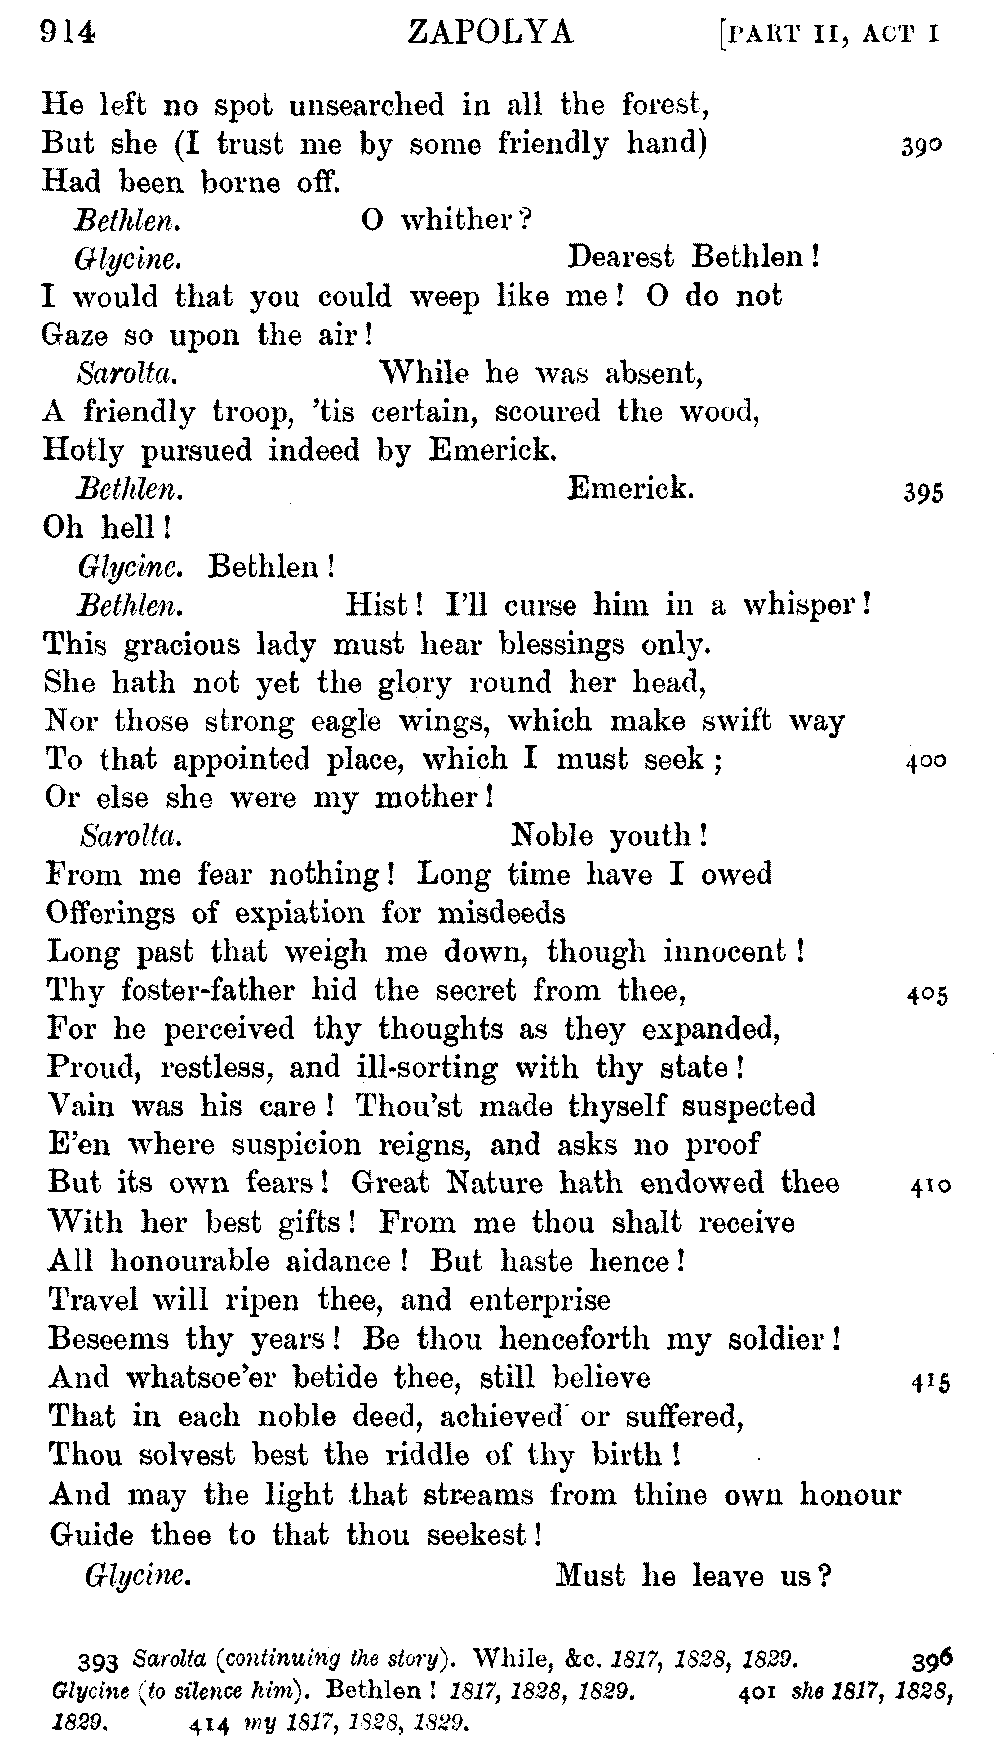 914 ZAPOLYA [PART II, ACT I
He left no spot unsearched in all the forest,
But she (I trust me by some friendly hand) 390
Had been borne off.
Bethlen. O whither?
Glycine. Dearest Bethlen!
I would that you could weep like me! O do not
Gaze so upon the air!
Sarolta. While he was absent,
A friendly troop, 'tis certain, scoured the wood,
Hotly pursued indeed by Emerick.
Bethlen. Emerick. 395
Oh hell!
Glycine. Bethlen!
Bethlen. Hist! I'll curse him in a whisper!
This gracious lady must hear blessings only.
She hath not yet the glory round her head,
Nor those strong eagle wings, which make swift way
To that appointed place, which I must seek; 400
Or else she were my mother!
Sarolta. Noble youth!
From me fear nothing! Long time have I owed
Offerings of expiation for misdeeds
Long past that weigh me down, though innocent!
Thy foster-father hid the secret from thee, 405
For he perceived thy thoughts as they expanded,
Proud, restless, and ill-sorting with thy state!
Vain was his care! Thou'st made thyself suspected
E'en where suspicion reigns, and asks no proof
But its own fears! Great Nature hath endowed thee 410
With her best gifts! From me thou shalt receive
All honourable aidance! But haste hence!
Travel will ripen thee, and enterprise
Beseems thy years! Be thou henceforth my soldier!
And whatsoe'er betide thee, still believe 415
That in each noble deed, achieved or suffered,
Thou solvest best the riddle of thy birth!
And may the light that streams from thine own honour
Guide thee to that thou seekest!
Glycine. Must he leave us?
393 Sarolta (continuing the story). While, &c. 1817, 1828, 1829. 396
Glycine (to silence him). Bethlen! 1817, 1828, 1829. 401 she 1817, 1828,
1829. 414 my 1817, 1828, 1829.